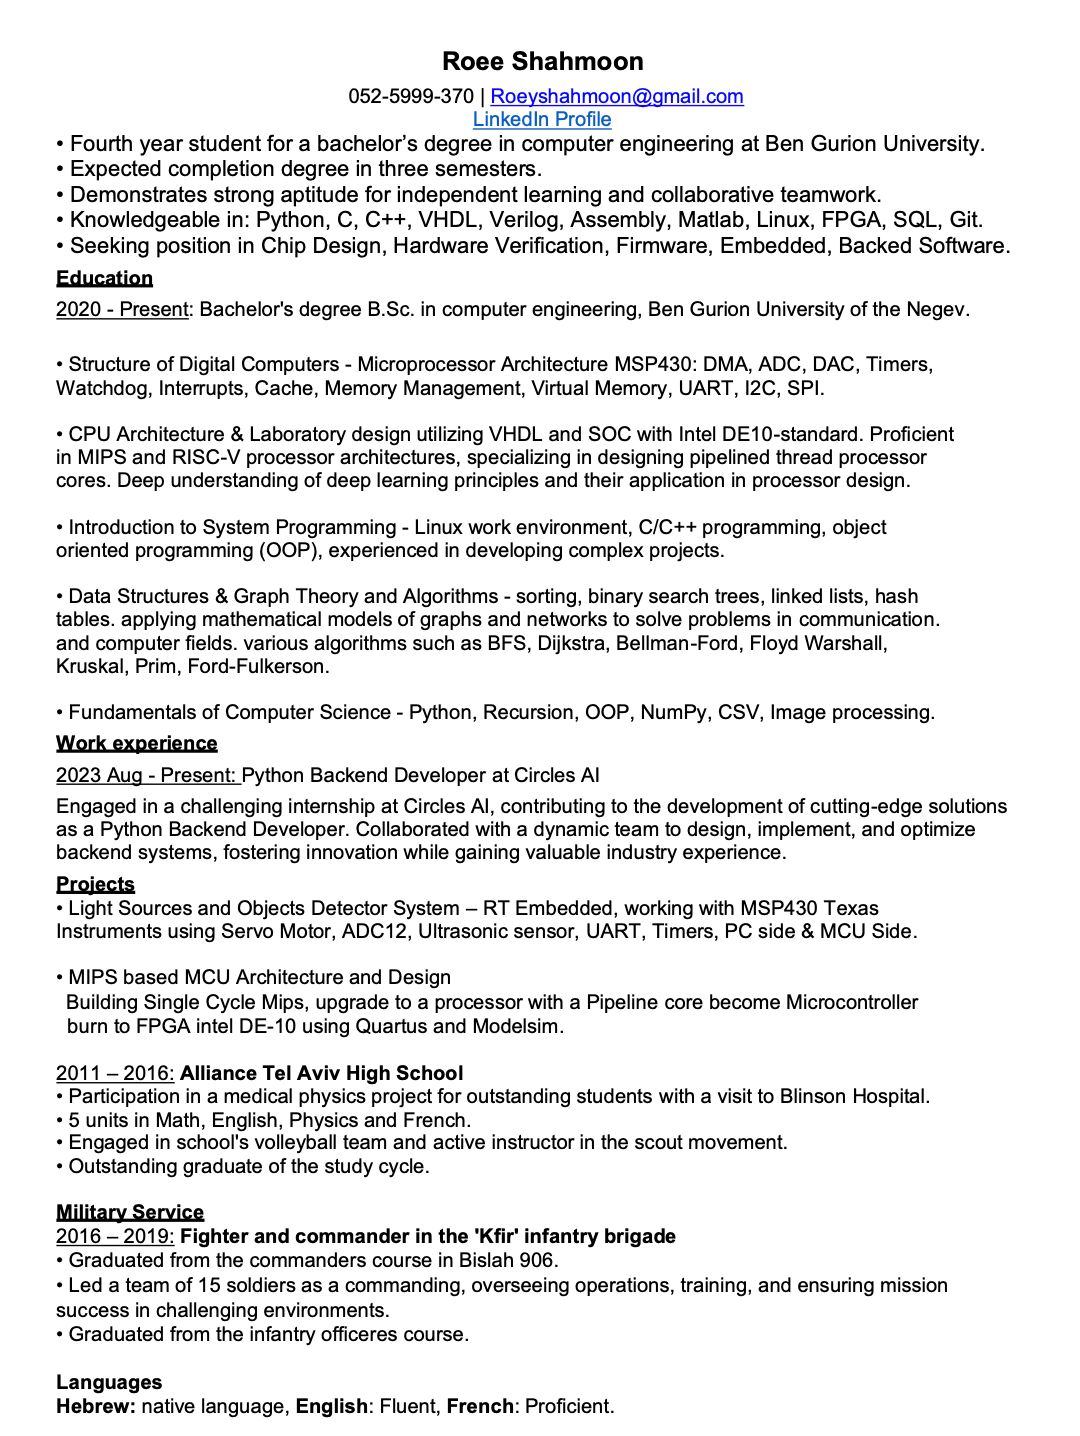 Roee Shahmoon
052-5999-370 | Roeyshahmoon@gmail.com
LinkedIn Profile
• Fourth year student for a bachelor’s degree in computer engineering at Ben Gurion University.
• Expected completion degree in three semesters.
• Demonstrates strong aptitude for independent learning and collaborative teamwork.
• Knowledgeable in: Python, C, C++, VHDL, Verilog, Assembly, Matlab, Linux, FPGA, SQL, Git.
• Seeking position in Chip Design, Hardware Verification, Firmware, Embedded, Backed Software.
Education
2020 - Present: Bachelor's degree B.Sc. in computer engineering, Ben Gurion University of the Negev.
• Structure of Digital Computers - Microprocessor Architecture MSP430: DMA, ADC, DAC, Timers,
Watchdog, Interrupts, Cache, Memory Management, Virtual Memory, UART, I2C, SPI.
• CPU Architecture & Laboratory design utilizing VHDL and SOC with Intel DE10-standard. Proficient
in MIPS and RISC-V processor architectures, specializing in designing pipelined thread processor
cores. Deep understanding of deep learning principles and their application in processor design.
• Introduction to System Programming - Linux work environment, C/C++ programming, object
oriented programming (OOP), experienced in developing complex projects.
• Data Structures & Graph Theory and Algorithms - sorting, binary search trees, linked lists, hash
tables. applying mathematical models of graphs and networks to solve problems in communication.
and computer fields. various algorithms such as BFS, Dijkstra, Bellman-Ford, Floyd Warshall,
Kruskal, Prim, Ford-Fulkerson.
• Fundamentals of Computer Science - Python, Recursion, OOP, NumPy, CSV, Image processing.
Work experience
2023 Aug - Present: Python Backend Developer at Circles AI
Engaged in a challenging internship at Circles AI, contributing to the development of cutting-edge solutions
as a Python Backend Developer. Collaborated with a dynamic team to design, implement, and optimize
backend systems, fostering innovation while gaining valuable industry experience.
Projects
• Light Sources and Objects Detector System – RT Embedded, working with MSP430 Texas
Instruments using Servo Motor, ADC12, Ultrasonic sensor, UART, Timers, PC side & MCU Side.
• MIPS based MCU Architecture and Design
Building Single Cycle Mips, upgrade to a processor with a Pipeline core become Microcontroller
burn to FPGA intel DE-10 using Quartus and Modelsim.
2011 – 2016: Alliance Tel Aviv High School
• Participation in a medical physics project for outstanding students with a visit to Blinson Hospital.
• 5 units in Math, English, Physics and French.
• Engaged in school's volleyball team and active instructor in the scout movement.
• Outstanding graduate of the study cycle.
Military Service
2016 – 2019: Fighter and commander in the 'Kfir' infantry brigade
• Graduated from the commanders course in Bislah 906.
• Led a team of 15 soldiers as a commanding, overseeing operations, training, and ensuring mission
success in challenging environments.
• Graduated from the infantry officeres course.
Languages
Hebrew: native language, English: Fluent, French: Proficient.